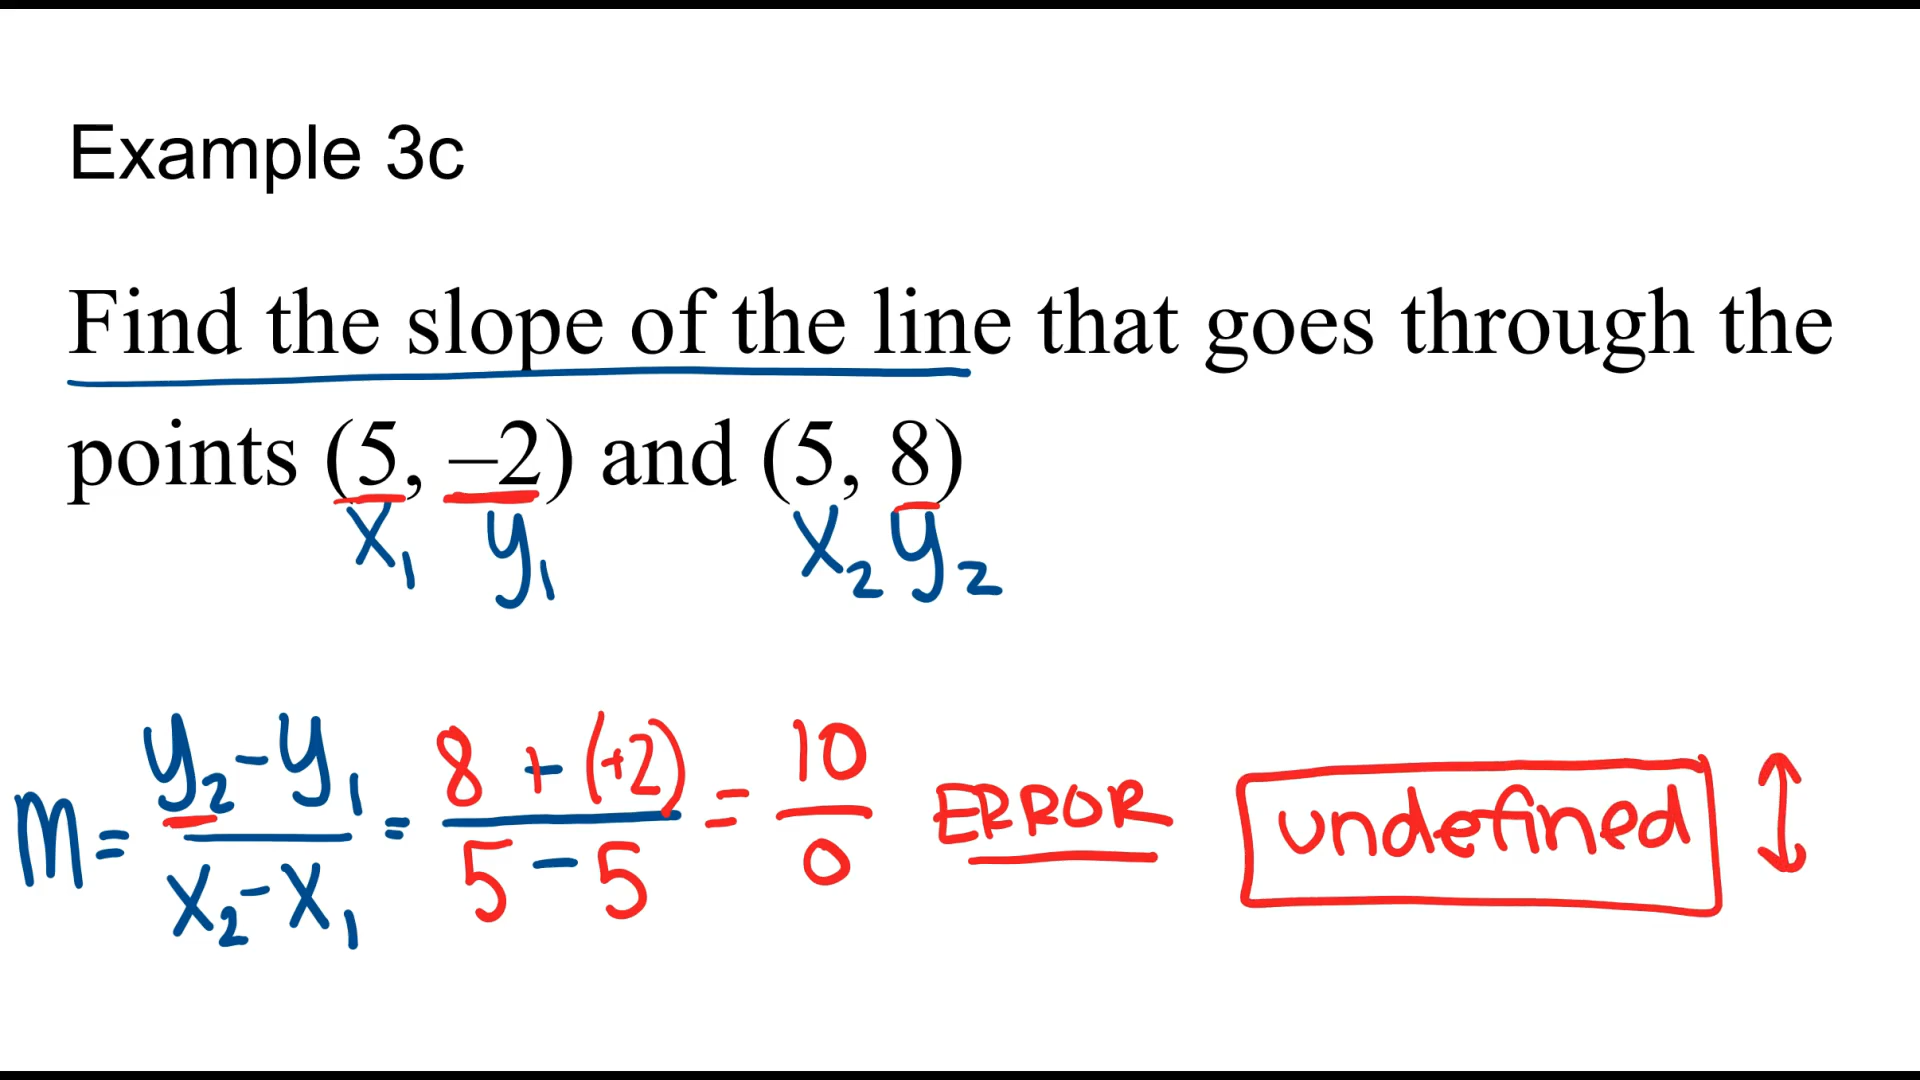 Example 3c
Find the slope of the line that goes through the
points (5, –2) and (5, 8)
x₁ y₁ x₂ y₂
m = (y₂ - y₁)/(x₂ - x₁) = (8 + (+2))/(5 - 5) = 10/0 ERROR undefined ↕